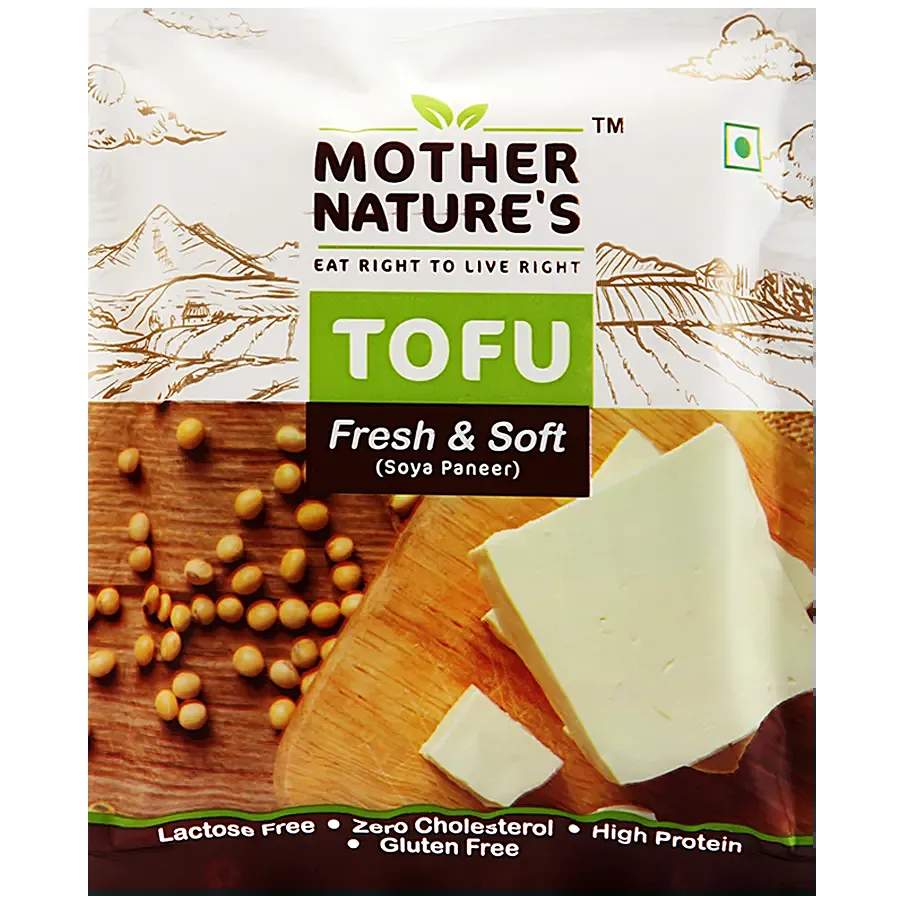 TM
MOTHER
NATURE'S
EAT RIGHT TO LIVE RIGHT
TOFU
Fresh & Soft
(Soya Paneer)
Lactose Free • Zero Cholesterol • High Protein
• Gluten Free